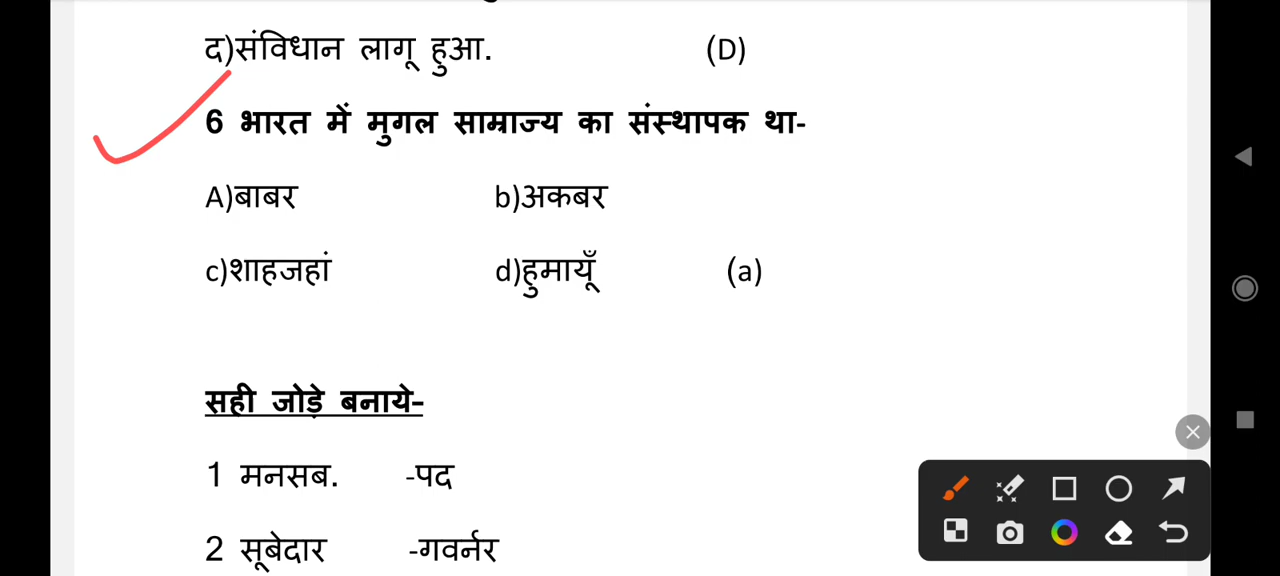 द)संविधान लागू हुआ. (D)
6 भारत में मुगल साम्राज्य का संस्थापक था-
A)बाबर b)अकबर
c)शाहजहां d)हुमायूँ (a)
सही जोड़े बनाये-
1 मनसब. -पद
2 सूबेदार -गवर्नर